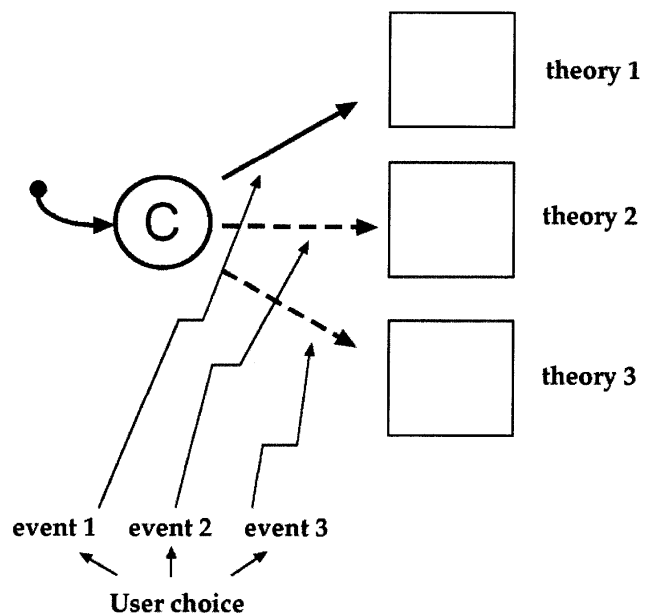 theory 1
C
theory 2
theory 3
event 1 event 2 event 3
User choice